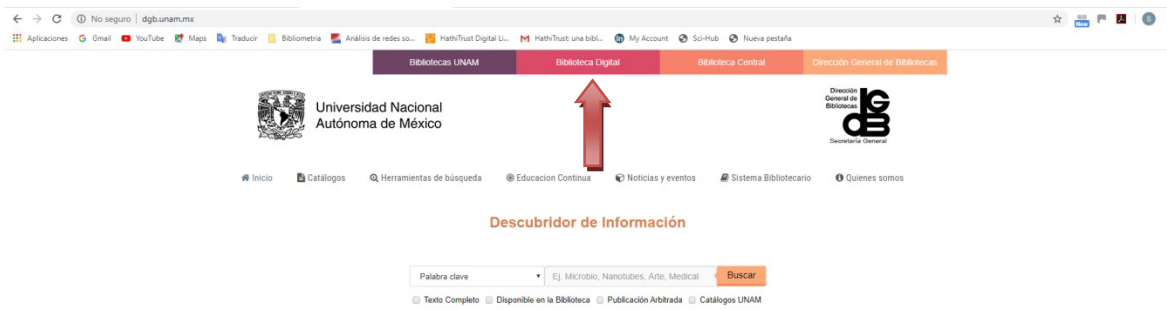 No seguro | dgb.unam.mx
New
S
Aplicaciones Gmail YouTube Maps Traducir Bibliometria Análisis de redes so... HathiTrust Digital Li... HathiTrust: una bibl... My Account Sci-Hub Nueva pestaña
Bibliotecas UNAM Biblioteca Digital Biblioteca Central Dirección General de Bibliotecas
Universidad Nacional
Autónoma de México
Dirección
General de
Bibliotecas
DGB
Secretaría General
Inicio Catálogos Herramientas de búsqueda Educacion Continua Noticias y eventos Sistema Bibliotecario Quienes somos
Descubridor de Información
Palabra clave Ej. Microbio, Nanotubes, Arte, Medical Buscar
Texto Completo Disponible en la Biblioteca Publicación Arbitrada Catálogos UNAM